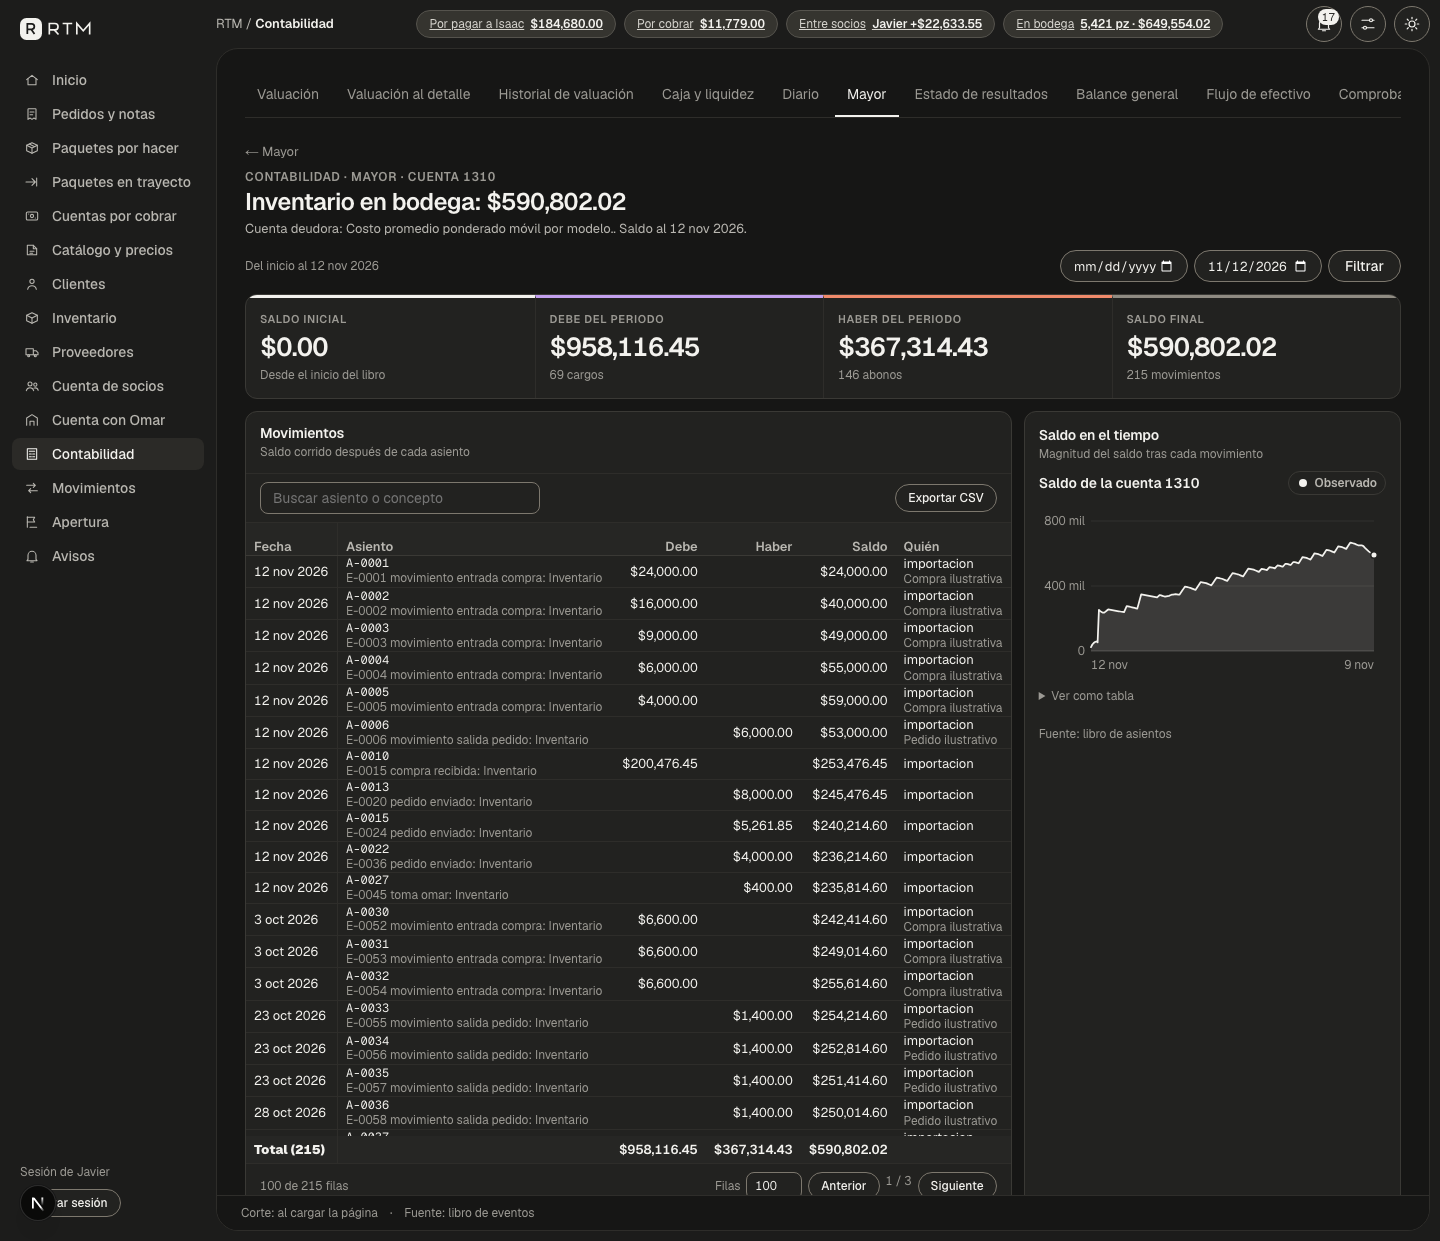 R RTM
RTM / Contabilidad
Por pagar a Isaac $184,680.00
Por cobrar $11,779.00
Entre socios Javier +$22,633.55
En bodega 5,421 pz · $649,554.02
17
Inicio
Pedidos y notas
Paquetes por hacer
Paquetes en trayecto
Cuentas por cobrar
Catálogo y precios
Clientes
Inventario
Proveedores
Cuenta de socios
Cuenta con Omar
Contabilidad
Movimientos
Apertura
Avisos
Sesión de Javier
N ar sesión
Valuación Valuación al detalle Historial de valuación Caja y liquidez Diario Mayor Estado de resultados Balance general Flujo de efectivo Comproba
← Mayor
CONTABILIDAD · MAYOR · CUENTA 1310
Inventario en bodega: $590,802.02
Cuenta deudora: Costo promedio ponderado móvil por modelo.. Saldo al 12 nov 2026.
Del inicio al 12 nov 2026
mm/dd/yyyy 11/12/2026 Filtrar
SALDO INICIAL
$0.00
Desde el inicio del libro
DEBE DEL PERIODO
$958,116.45
69 cargos
HABER DEL PERIODO
$367,314.43
146 abonos
SALDO FINAL
$590,802.02
215 movimientos
Movimientos
Saldo corrido después de cada asiento
Buscar asiento o concepto
Exportar CSV
Fecha Asiento Debe Haber Saldo Quién
12 nov 2026 A-0001 E-0001 movimiento entrada compra: Inventario $24,000.00 $24,000.00 importacion Compra ilustrativa
12 nov 2026 A-0002 E-0002 movimiento entrada compra: Inventario $16,000.00 $40,000.00 importacion Compra ilustrativa
12 nov 2026 A-0003 E-0003 movimiento entrada compra: Inventario $9,000.00 $49,000.00 importacion Compra ilustrativa
12 nov 2026 A-0004 E-0004 movimiento entrada compra: Inventario $6,000.00 $55,000.00 importacion Compra ilustrativa
12 nov 2026 A-0005 E-0005 movimiento entrada compra: Inventario $4,000.00 $59,000.00 importacion Compra ilustrativa
12 nov 2026 A-0006 E-0006 movimiento salida pedido: Inventario $6,000.00 $53,000.00 importacion Pedido ilustrativo
12 nov 2026 A-0010 E-0015 compra recibida: Inventario $200,476.45 $253,476.45 importacion
12 nov 2026 A-0013 E-0020 pedido enviado: Inventario $8,000.00 $245,476.45 importacion
12 nov 2026 A-0015 E-0024 pedido enviado: Inventario $5,261.85 $240,214.60 importacion
12 nov 2026 A-0022 E-0036 pedido enviado: Inventario $4,000.00 $236,214.60 importacion
12 nov 2026 A-0027 E-0045 toma omar: Inventario $400.00 $235,814.60 importacion
3 oct 2026 A-0030 E-0052 movimiento entrada compra: Inventario $6,600.00 $242,414.60 importacion Compra ilustrativa
3 oct 2026 A-0031 E-0053 movimiento entrada compra: Inventario $6,600.00 $249,014.60 importacion Compra ilustrativa
3 oct 2026 A-0032 E-0054 movimiento entrada compra: Inventario $6,600.00 $255,614.60 importacion Compra ilustrativa
23 oct 2026 A-0033 E-0055 movimiento salida pedido: Inventario $1,400.00 $254,214.60 importacion Pedido ilustrativo
23 oct 2026 A-0034 E-0056 movimiento salida pedido: Inventario $1,400.00 $252,814.60 importacion Pedido ilustrativo
23 oct 2026 A-0035 E-0057 movimiento salida pedido: Inventario $1,400.00 $251,414.60 importacion Pedido ilustrativo
28 oct 2026 A-0036 E-0058 movimiento salida pedido: Inventario $1,400.00 $250,014.60 importacion Pedido ilustrativo
Total (215) $958,116.45 $367,314.43 $590,802.02
100 de 215 filas
Filas 100 Anterior 1 / 3 Siguiente
Saldo en el tiempo
Magnitud del saldo tras cada movimiento
Saldo de la cuenta 1310
Observado
800 mil
400 mil
0
12 nov 9 nov
▶ Ver como tabla
Fuente: libro de asientos
Corte: al cargar la página · Fuente: libro de eventos